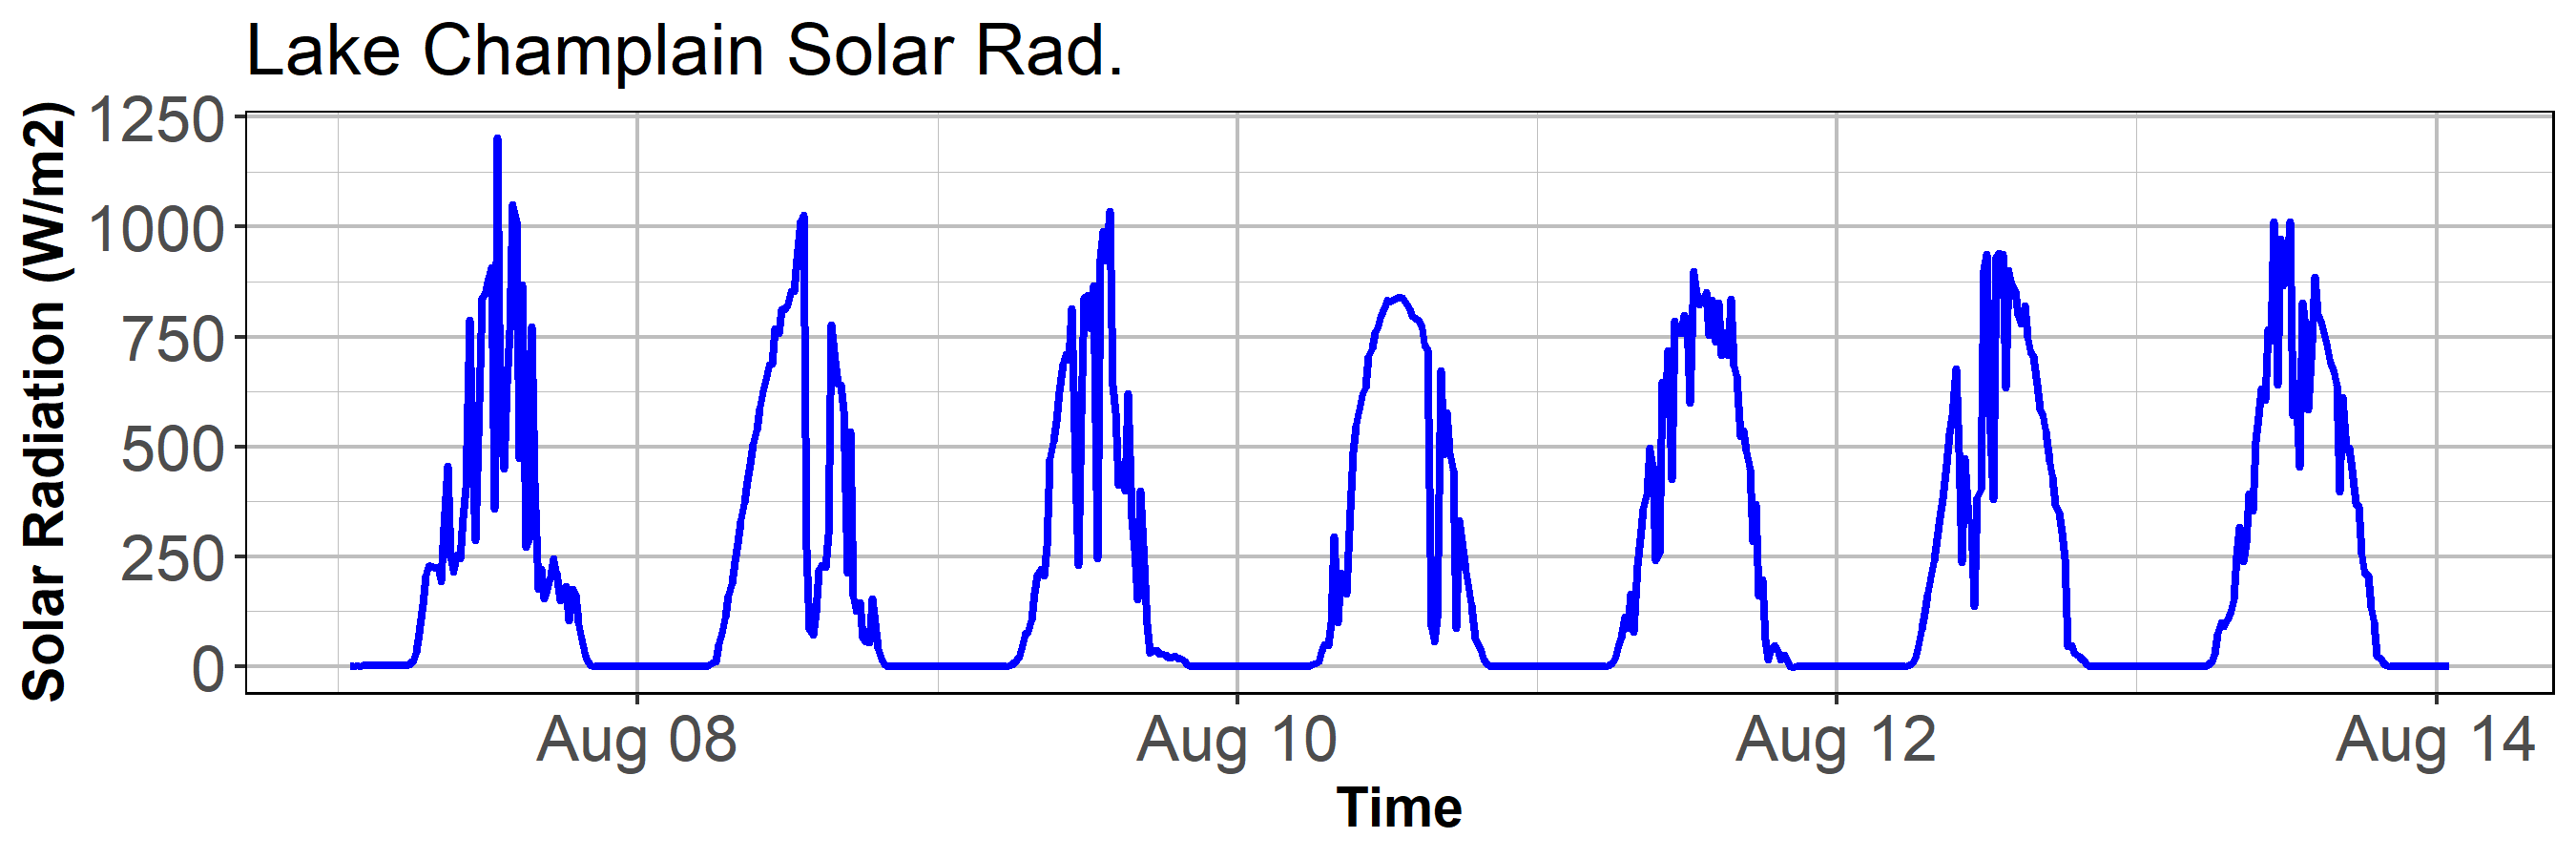 Lake Champlain Solar Rad.
Solar Radiation (W/m2)
1250
1000
750
500
250
0
Aug 08 Aug 10 Aug 12 Aug 14
Time